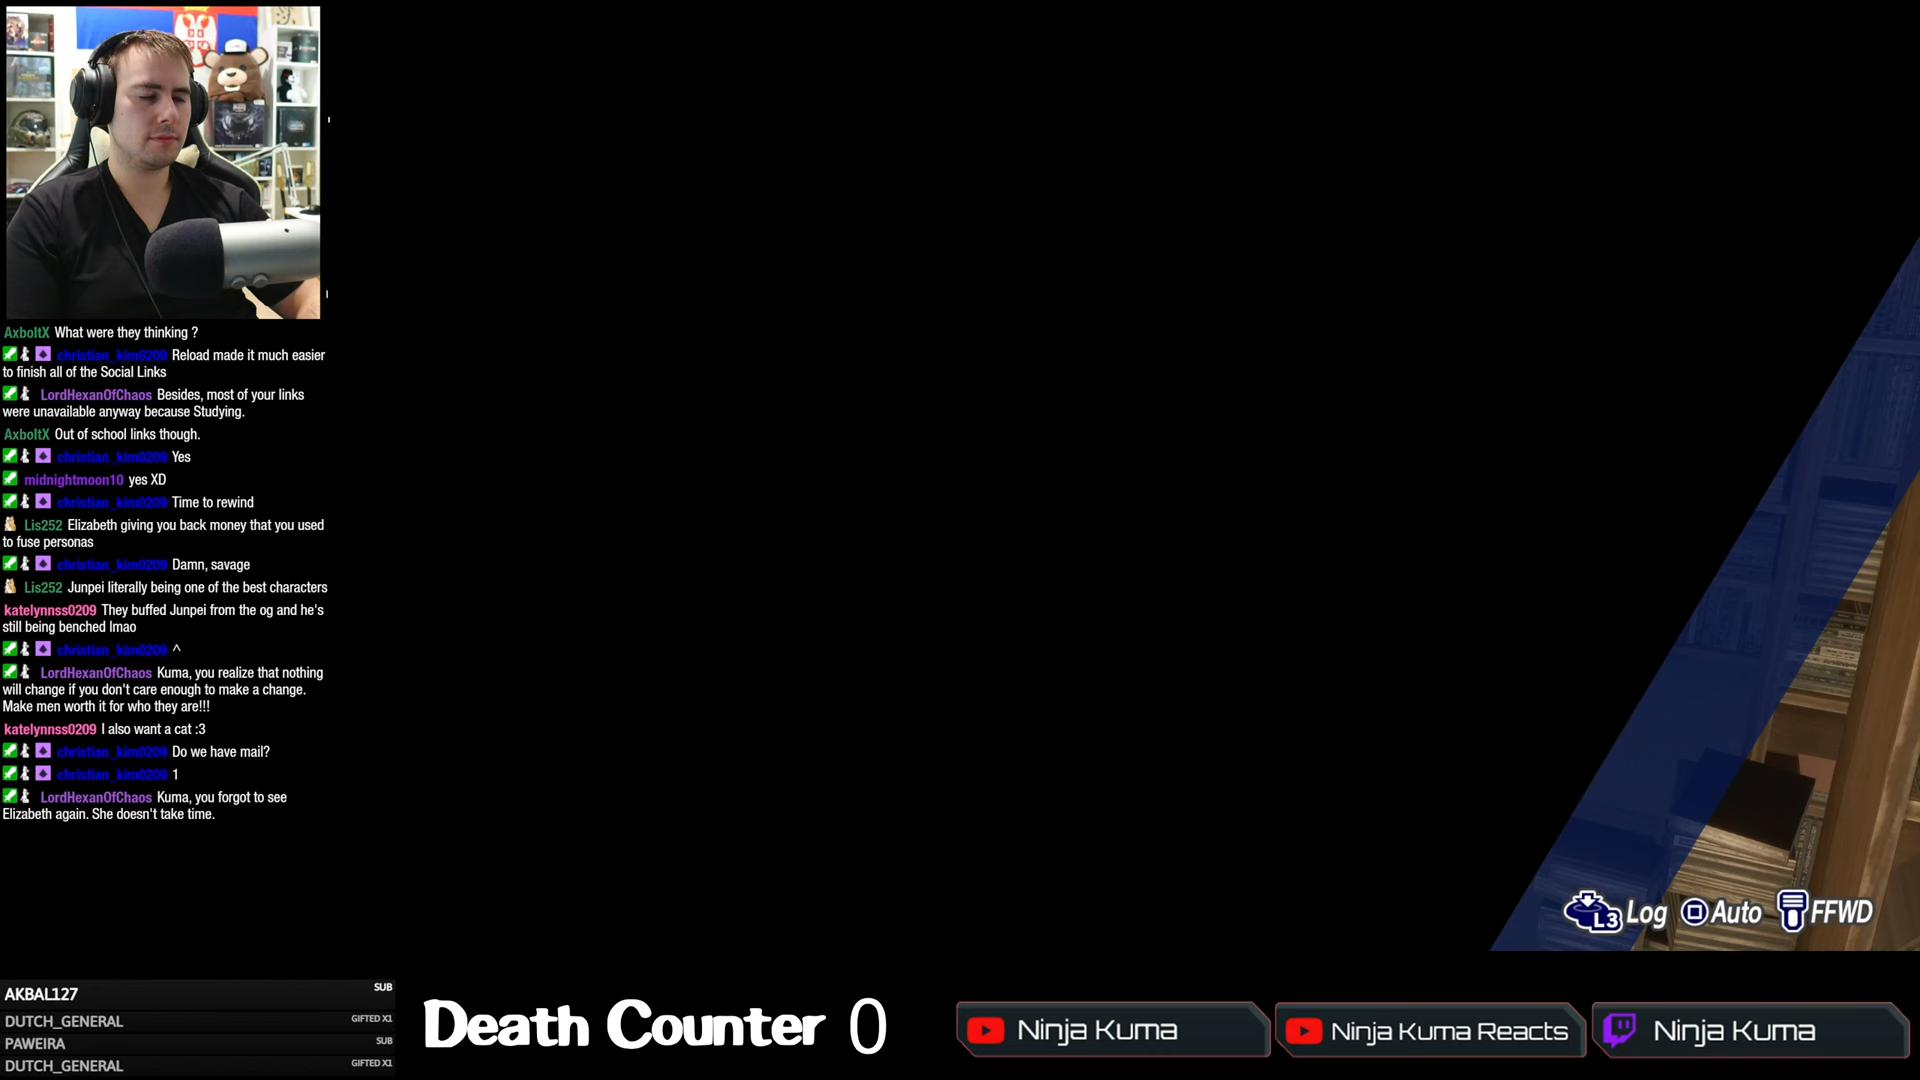 AxboltX What were they thinking ?
christian_kim0209 Reload made it much easier
to finish all of the Social Links
LordHexanOfChaos Besides, most of your links
were unavailable anyway because Studying.
AxboltX Out of school links though.
christian_kim0209 Yes
midnightmoon10 yes XD
christian_kim0209 Time to rewind
Lis252 Elizabeth giving you back money that you used
to fuse personas
christian_kim0209 Damn, savage
Lis252 Junpei literally being one of the best characters
katelynnss0209 They buffed Junpei from the og and he's
still being benched lmao
christian_kim0209 ^
LordHexanOfChaos Kuma, you realize that nothing
will change if you don't care enough to make a change.
Make men worth it for who they are!!!
katelynnss0209 I also want a cat :3
christian_kim0209 Do we have mail?
christian_kim0209 1
LordHexanOfChaos Kuma, you forgot to see
Elizabeth again. She doesn't take time.
L3 Log Auto FFWD
AKBAL127 SUB
DUTCH_GENERAL GIFTED X1
PAWEIRA SUB
DUTCH_GENERAL GIFTED X1
Death Counter 0
Ninja Kuma
Ninja Kuma Reacts
Ninja Kuma